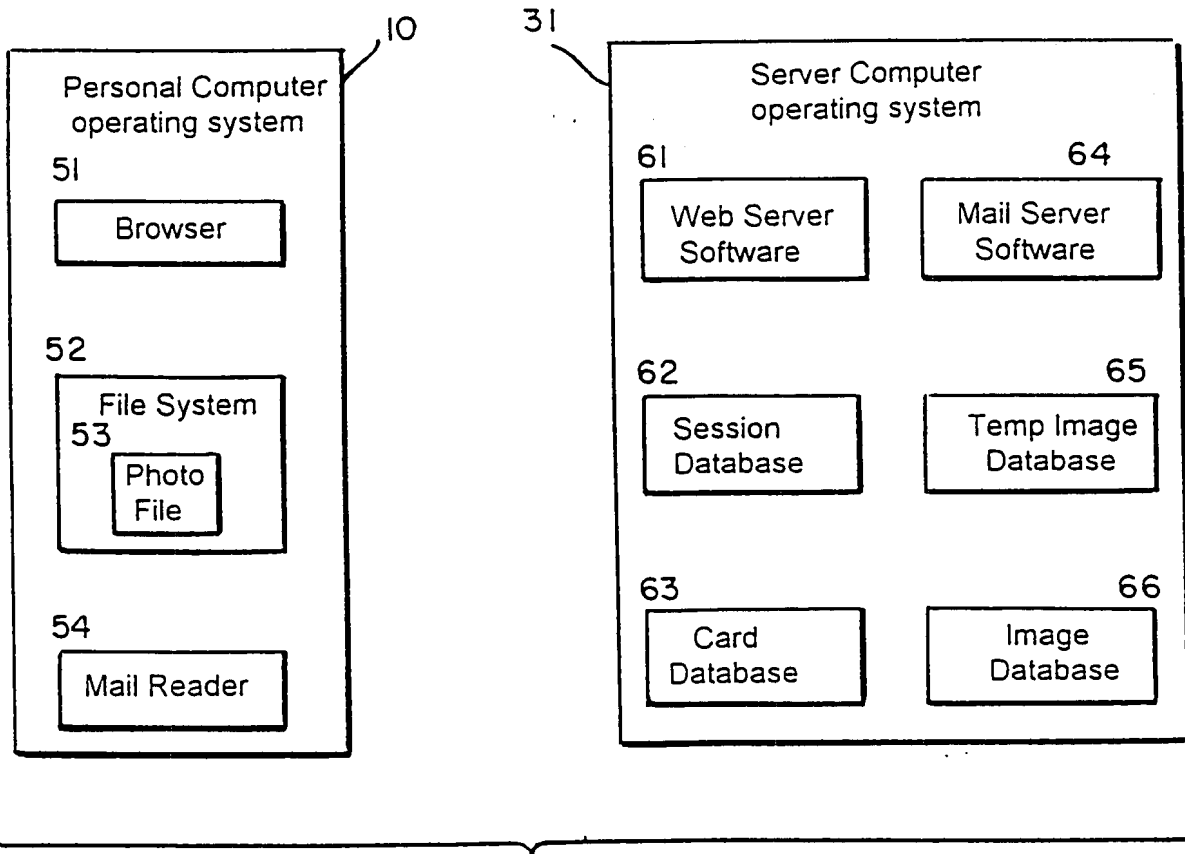 10
Personal Computer
operating system
51
Browser
52
File System
53
Photo
File
54
Mail Reader
31
Server Computer
operating system
61
Web Server
Software
64
Mail Server
Software
62
Session
Database
65
Temp Image
Database
63
Card
Database
66
Image
Database